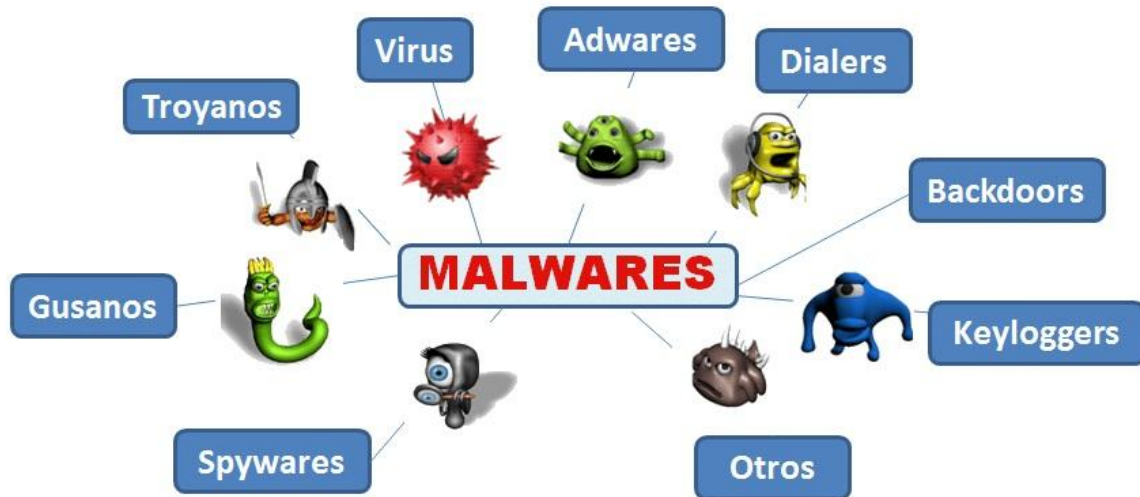 Virus
Adwares
Dialers
Troyanos
Backdoors
MALWARES
Gusanos
Keyloggers
Spywares
Otros